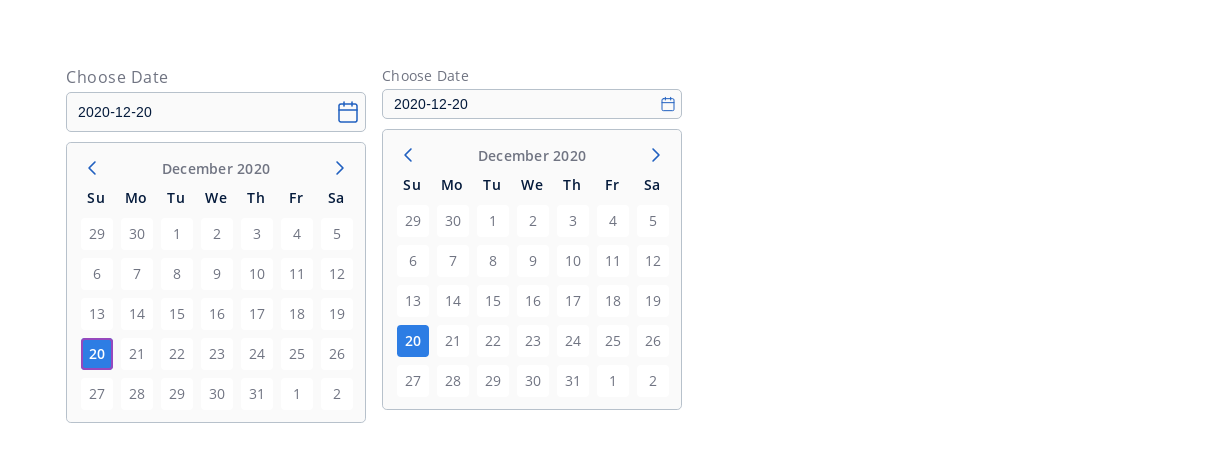 Choose Date
2020-12-20
December 2020
Su Mo Tu We Th Fr Sa
29 30 1 2 3 4 5
6 7 8 9 10 11 12
13 14 15 16 17 18 19
20 21 22 23 24 25 26
27 28 29 30 31 1 2
Choose Date
2020-12-20
December 2020
Su Mo Tu We Th Fr Sa
29 30 1 2 3 4 5
6 7 8 9 10 11 12
13 14 15 16 17 18 19
20 21 22 23 24 25 26
27 28 29 30 31 1 2